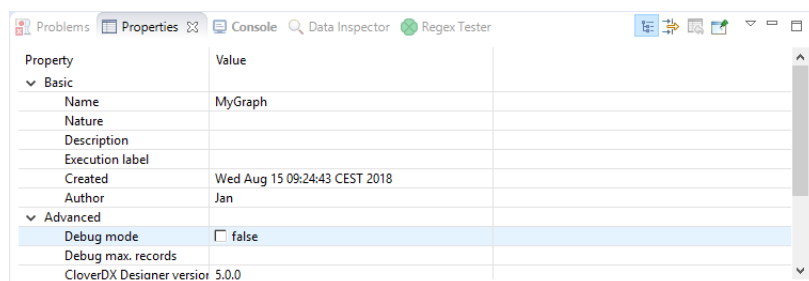 Problems Properties Console Data Inspector Regex Tester
Property Value
Basic
Name MyGraph
Nature
Description
Execution label
Created Wed Aug 15 09:24:43 CEST 2018
Author Jan
Advanced
Debug mode false
Debug max. records
CloverDX Designer version 5.0.0